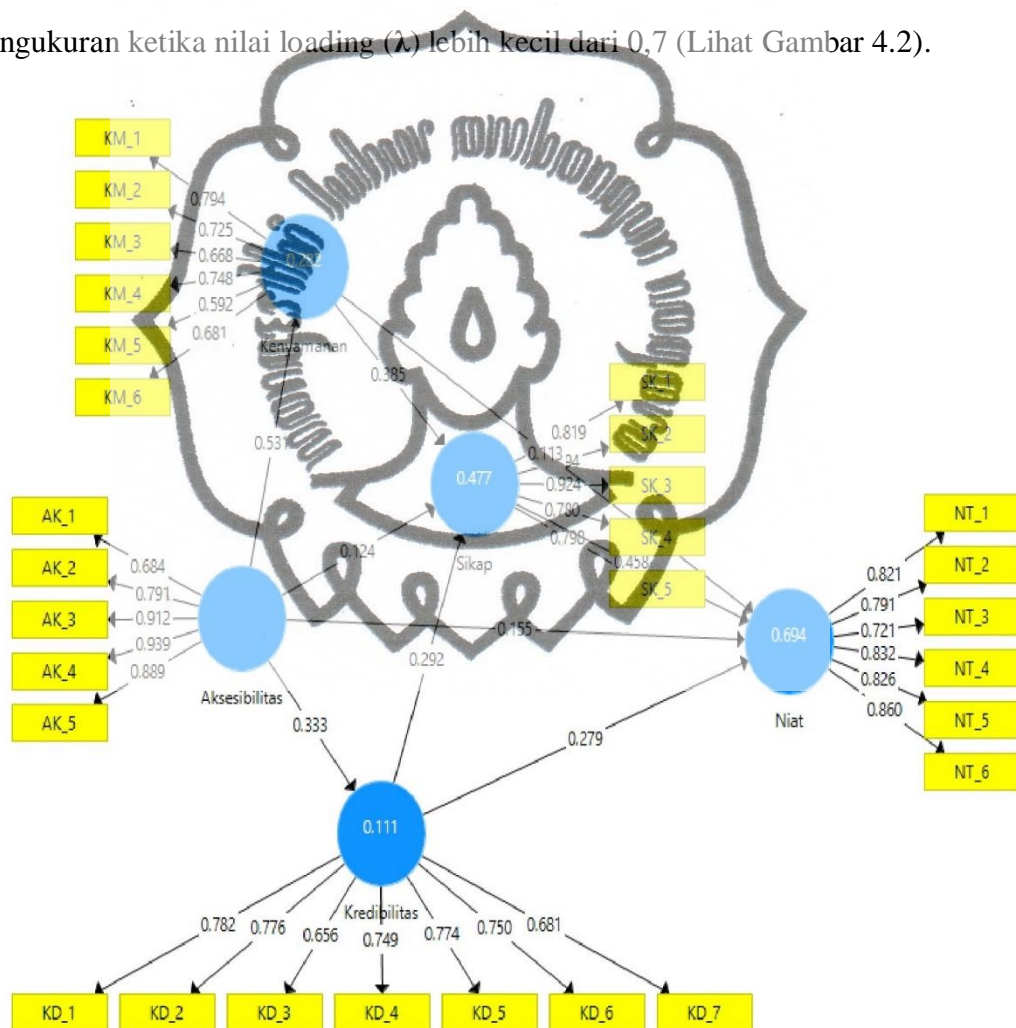 ngukuran ketika nilai loading (λ) lebih kecil dari 0,7 (Lihat Gambar 4.2).
KM_1
KM_2
KM_3
KM_4
KM_5
KM_6
0.794
0.725
0.668
0.748
0.592
0.681
0.282
Kenyamanan
0.385
0.531
SK_1
SK_2
SK_3
SK_4
SK_5
0.819
0.113
0.924
0.780
0.798
0.458
0.477
Sikap
0.124
AK_1
AK_2
AK_3
AK_4
AK_5
0.684
0.791
0.912
0.939
0.889
Aksesibilitas
0.155
0.292
0.333
NT_1
NT_2
NT_3
NT_4
NT_5
NT_6
0.821
0.791
0.721
0.832
0.826
0.860
0.694
Niat
0.279
0.111
Kredibilitas
0.782
0.776
0.656
0.749
0.774
0.750
0.681
KD_1
KD_2
KD_3
KD_4
KD_5
KD_6
KD_7